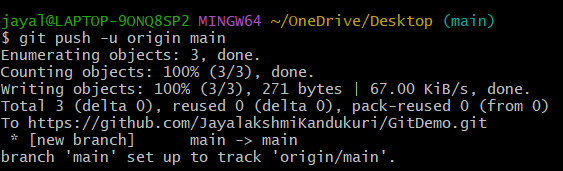 jayal@LAPTOP-9ONQ8SP2 MINGW64 ~/OneDrive/Desktop (main)
$ git push -u origin main
Enumerating objects: 3, done.
Counting objects: 100% (3/3), done.
Writing objects: 100% (3/3), 271 bytes | 67.00 KiB/s, done.
Total 3 (delta 0), reused 0 (delta 0), pack-reused 0 (from 0)
To https://github.com/JayalakshmiKandukuri/GitDemo.git
 * [new branch]      main -> main
branch 'main' set up to track 'origin/main'.